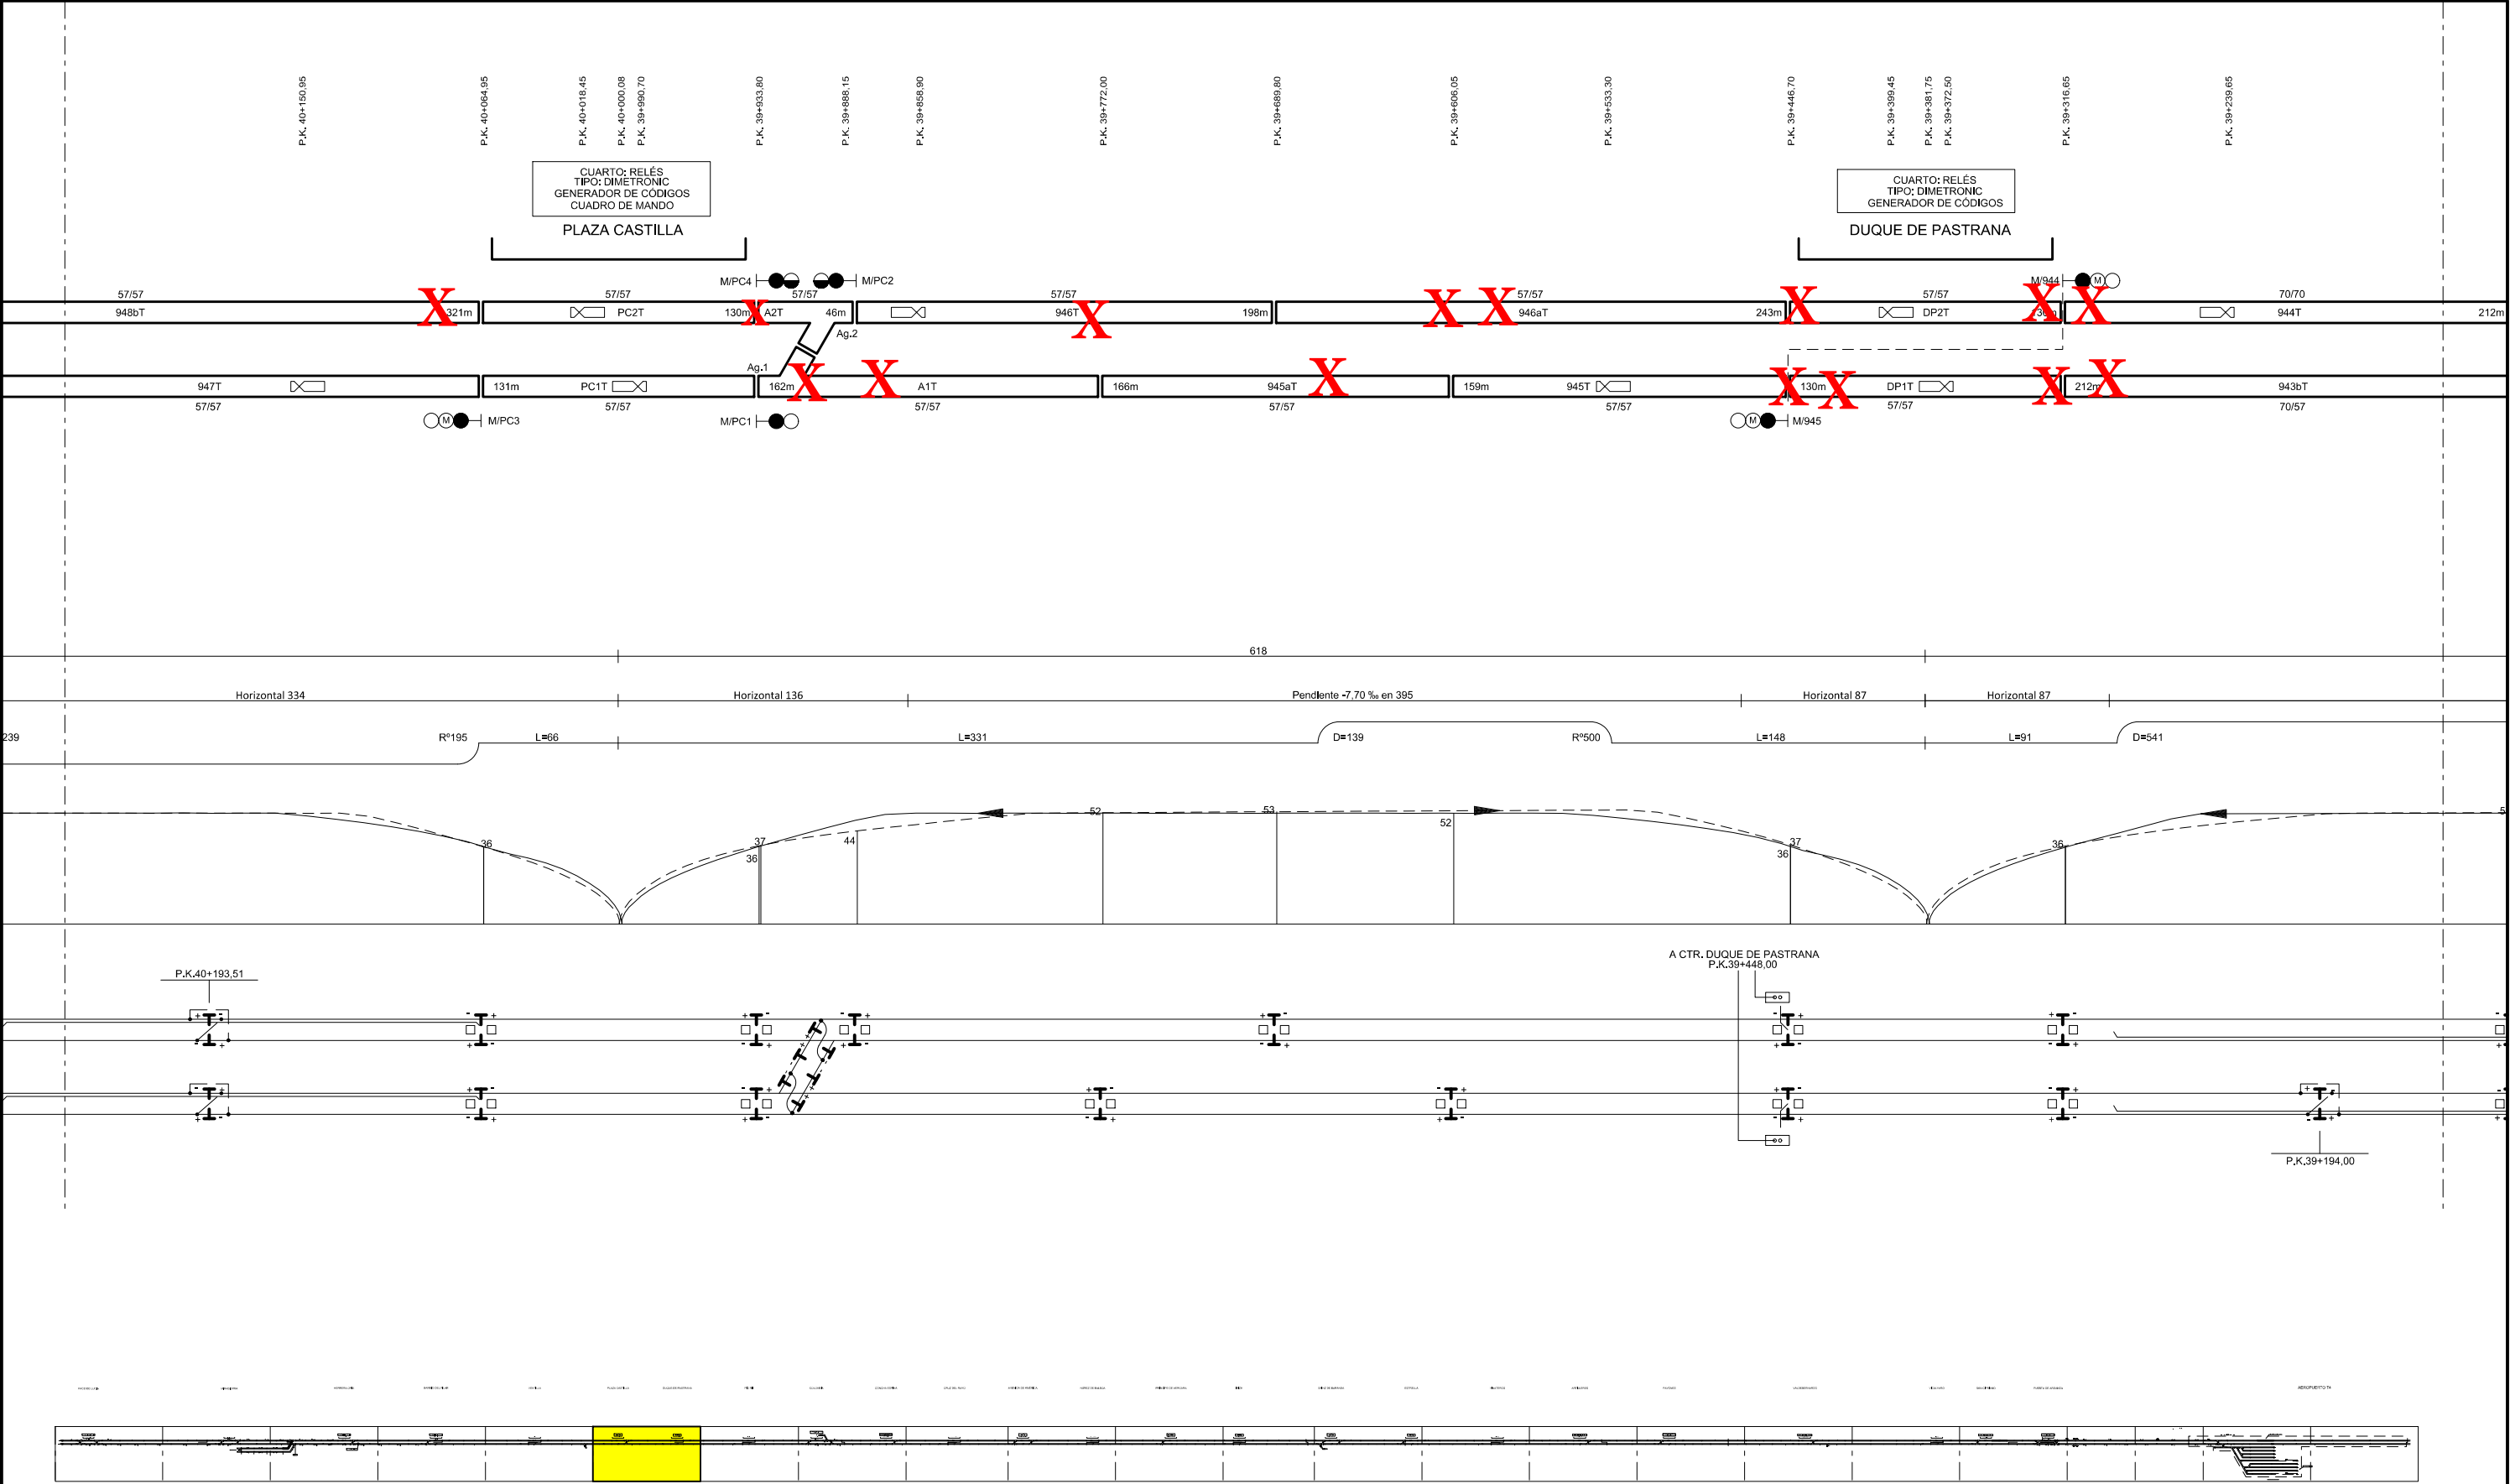 P.K. 40+150,95
P.K. 40+064,95
P.K. 40+018,45
P.K. 40+000,08
P.K. 39+990,70
P.K. 39+933,80
P.K. 39+888,15
P.K. 39+858,90
P.K. 39+772,00
P.K. 39+689,80
P.K. 39+606,05
P.K. 39+533,30
P.K. 39+446,70
P.K. 39+399,45
P.K. 39+381,75
P.K. 39+372,50
P.K. 39+316,65
P.K. 39+239,65
CUARTO: RELÉS
TIPO: DIMETRONIC
GENERADOR DE CÓDIGOS
CUADRO DE MANDO
PLAZA CASTILLA
CUARTO: RELÉS
TIPO: DIMETRONIC
GENERADOR DE CÓDIGOS
DUQUE DE PASTRANA
M/PC4 M/PC2 M/944 M
57/57 57/57 57/57 57/57 57/57 57/57 70/70
948bT X 321m PC2T 130m X A2T 46m 946T X 198m X X 946aT 243m X DP2T X X 944T 212m
Ag.2
Ag.1
947T 131m PC1T 162m X X A1T 166m 945aT X 159m 945T X 130m X DP1T X 212m X 943bT
57/57 57/57 57/57 57/57 57/57 57/57 70/57
M M/PC3 M/PC1 M M/945
618
Horizontal 334 Horizontal 136 Pendiente -7,70 ‰ en 395 Horizontal 87 Horizontal 87
239 Rº195 L=66 L=331 D=139 Rº500 L=148 L=91 D=541
36 37 36 44 52 53 52 37 36 36 5
A CTR. DUQUE DE PASTRANA
P.K.39+448,00
P.K.40+193,51
P.K.39+194,00